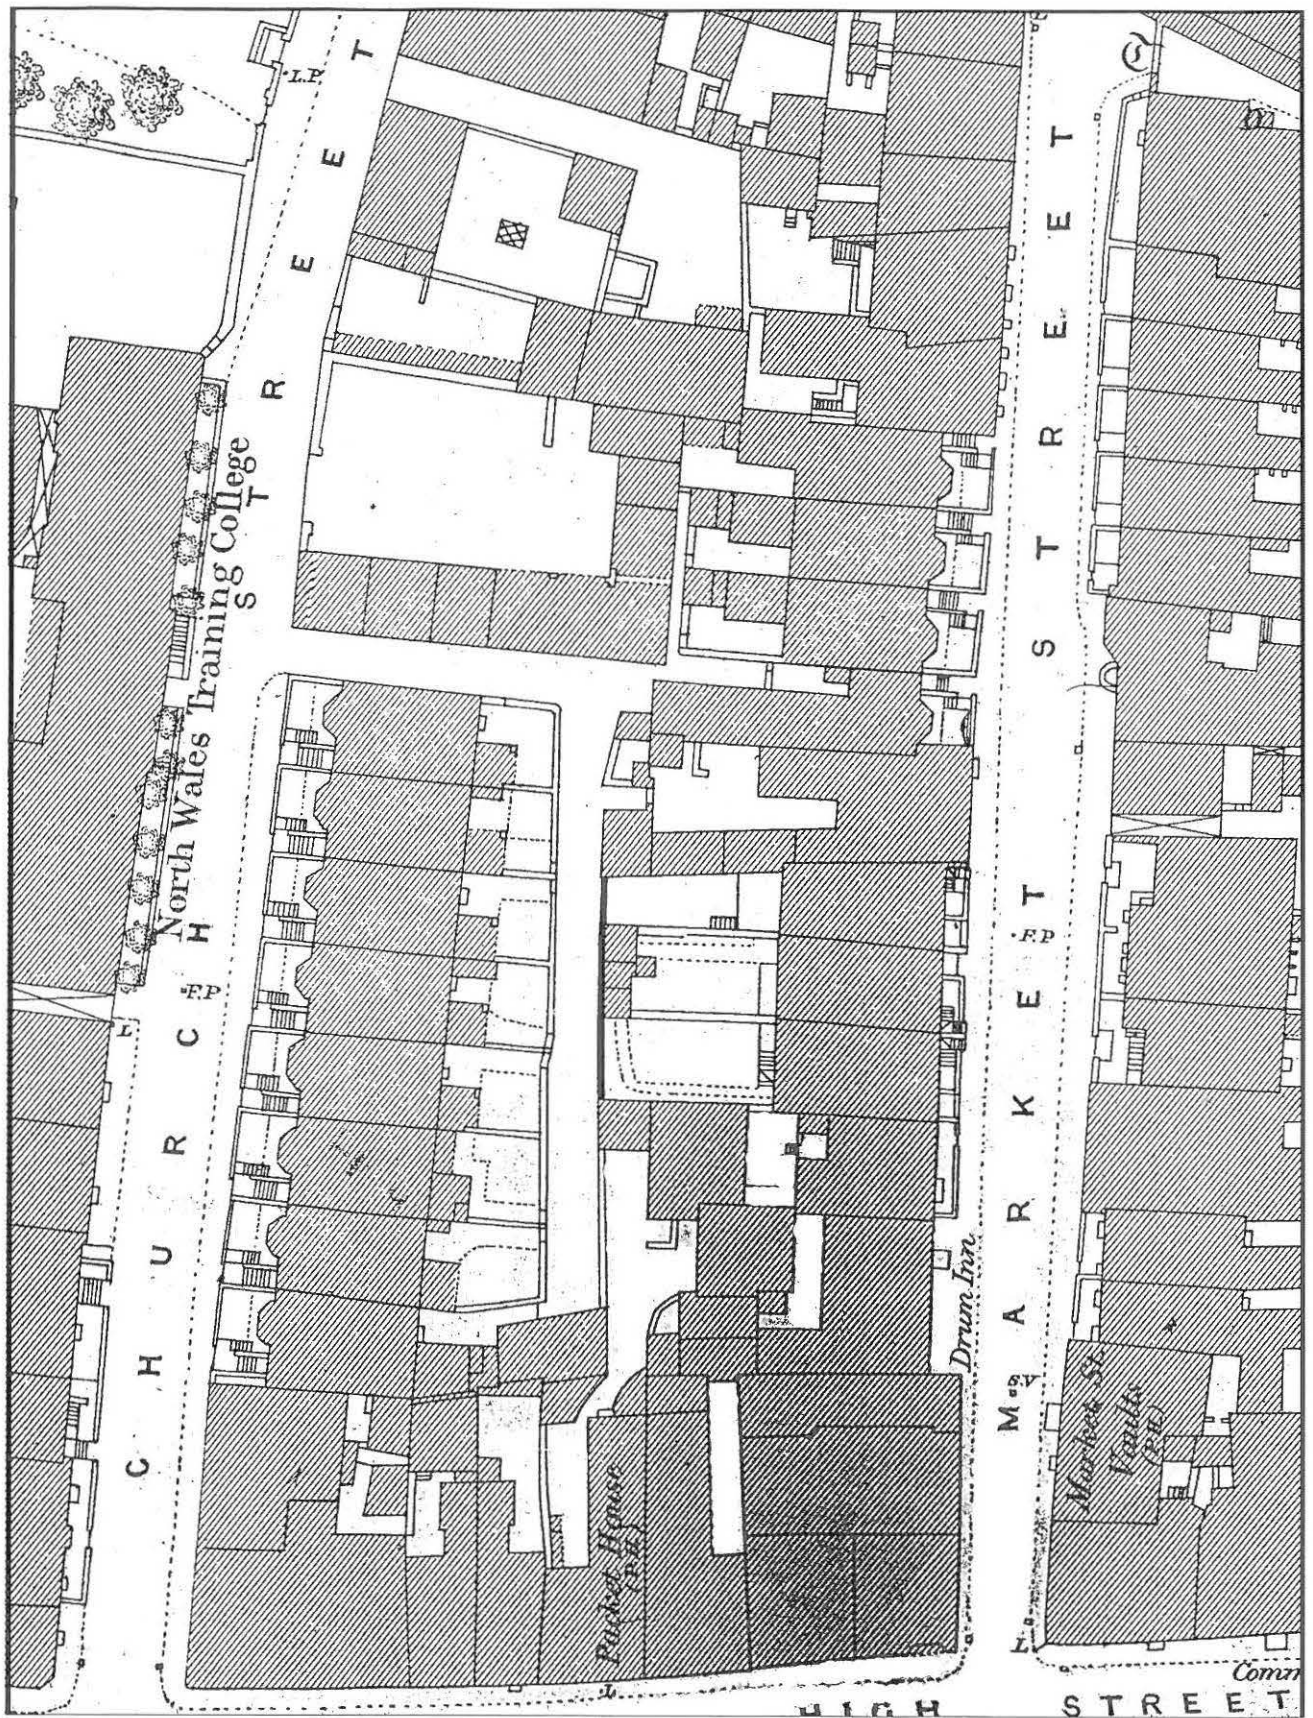 L.P.
CHURCH STREET
North Wales Training College
F.P
L
MARKET STREET
F.P
Drum Inn
S.V
Market St.
Vaults
(P.H.)
Packet House
(P.H.)
L
L
Comm
HIGH STREET